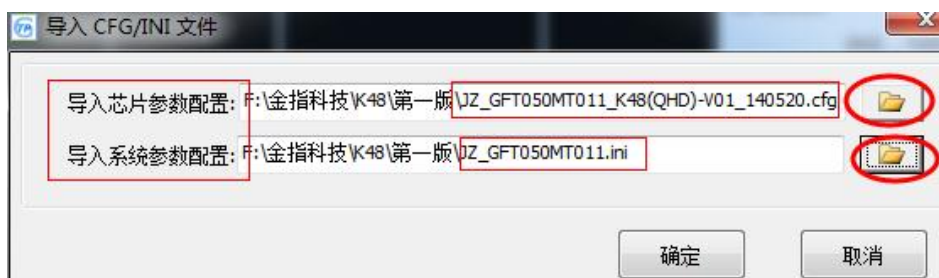 导入 CFG/INI 文件
导入芯片参数配置: F:\金指科技\K48\第一版\JZ_GFT050MT011_K48(QHD)-V01_140520.cfg
导入系统参数配置: F:\金指科技\K48\第一版\JZ_GFT050MT011.ini
确定 取消